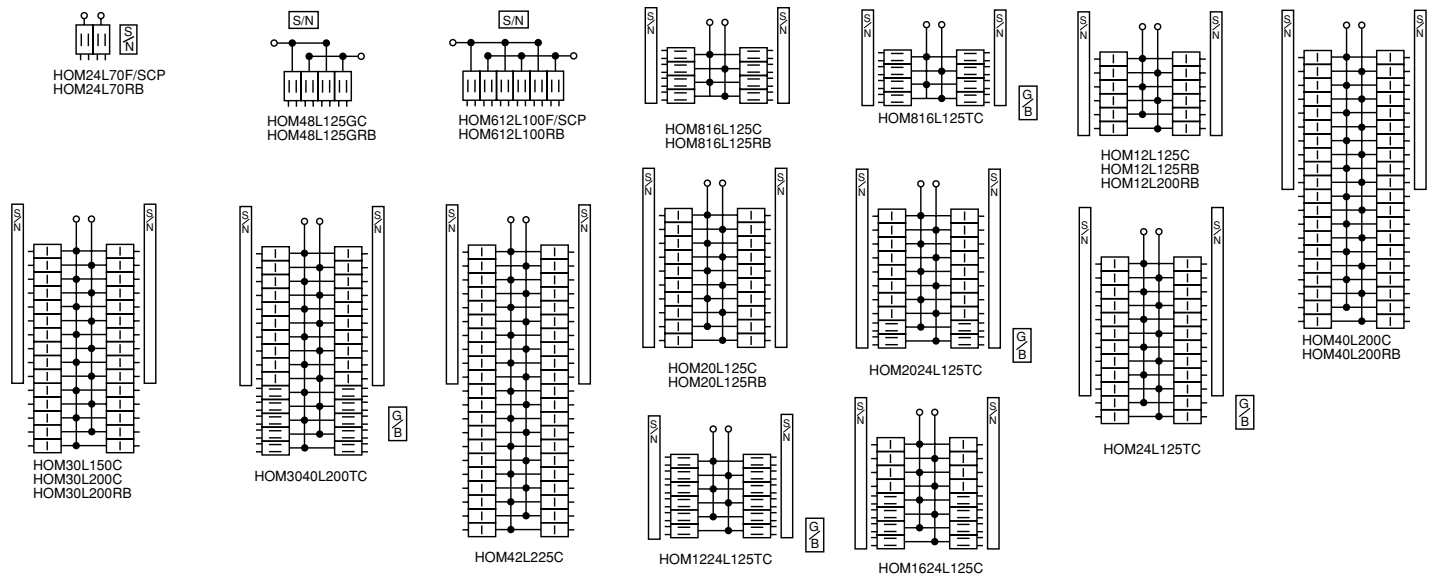 S/N
HOM24L70F/SCP
HOM24L70RB
S/N
HOM48L125GC
HOM48L125GRB
S/N
HOM612L100F/SCP
HOM612L100RB
S/N
S/N
HOM816L125C
HOM816L125RB
S/N
S/N
G/B
HOM816L125TC
S/N
S/N
HOM12L125C
HOM12L125RB
HOM12L200RB
S/N
S/N
HOM40L200C
HOM40L200RB
S/N
S/N
HOM30L150C
HOM30L200C
HOM30L200RB
S/N
S/N
G/B
HOM3040L200TC
S/N
S/N
HOM42L225C
S/N
S/N
HOM20L125C
HOM20L125RB
S/N
S/N
G/B
HOM2024L125TC
S/N
S/N
G/B
HOM24L125TC
S/N
S/N
G/B
HOM1224L125TC
S/N
S/N
HOM1624L125C